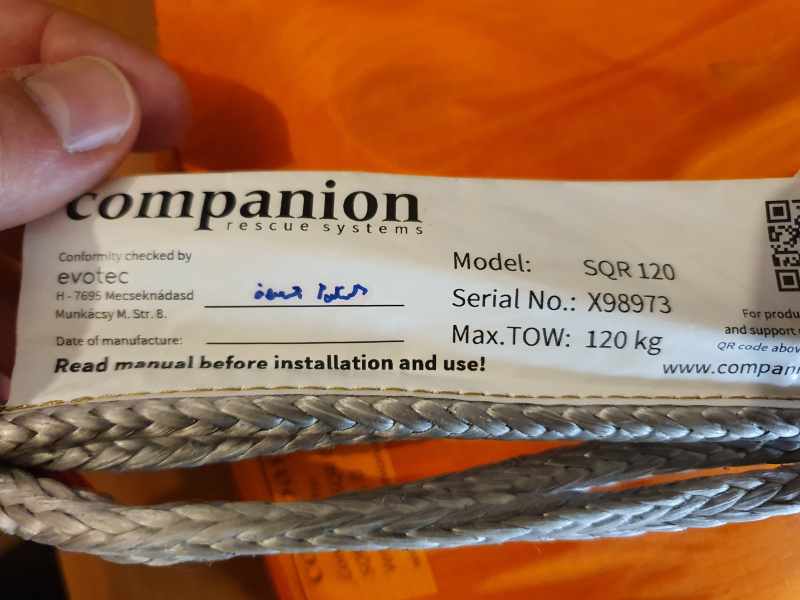 companion
rescue systems
Conformity checked by
evotec
H - 7695 Mecseknádasd
Munkácsy M. Str. 8.
Date of manufacture:
Read manual before installation and use!
Model: SQR 120
Serial No.: X98973
Max.TOW: 120 kg
For produ
and support
QR code abov
www.compan